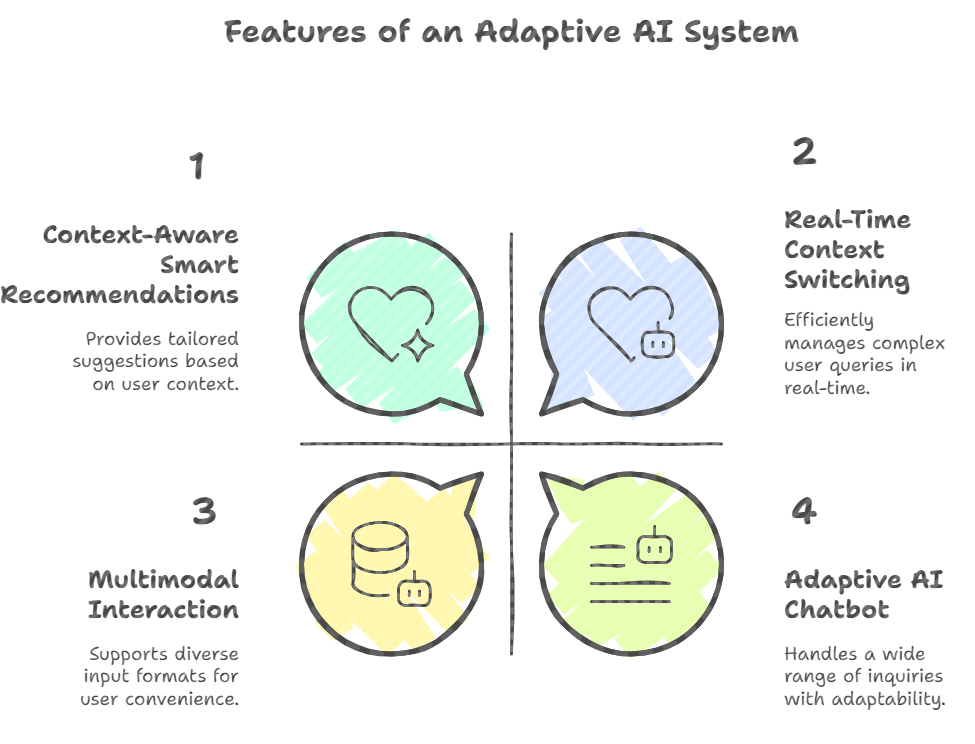 Features of an Adaptive AI System
1
Context-Aware
Smart
Recommendations
Provides tailored
suggestions based
on user context.
2
Real-Time
Context
Switching
Efficiently
manages complex
user queries in
real-time.
3
Multimodal
Interaction
Supports diverse
input formats for
user convenience.
4
Adaptive AI
Chatbot
Handles a wide
range of inquiries
with adaptability.